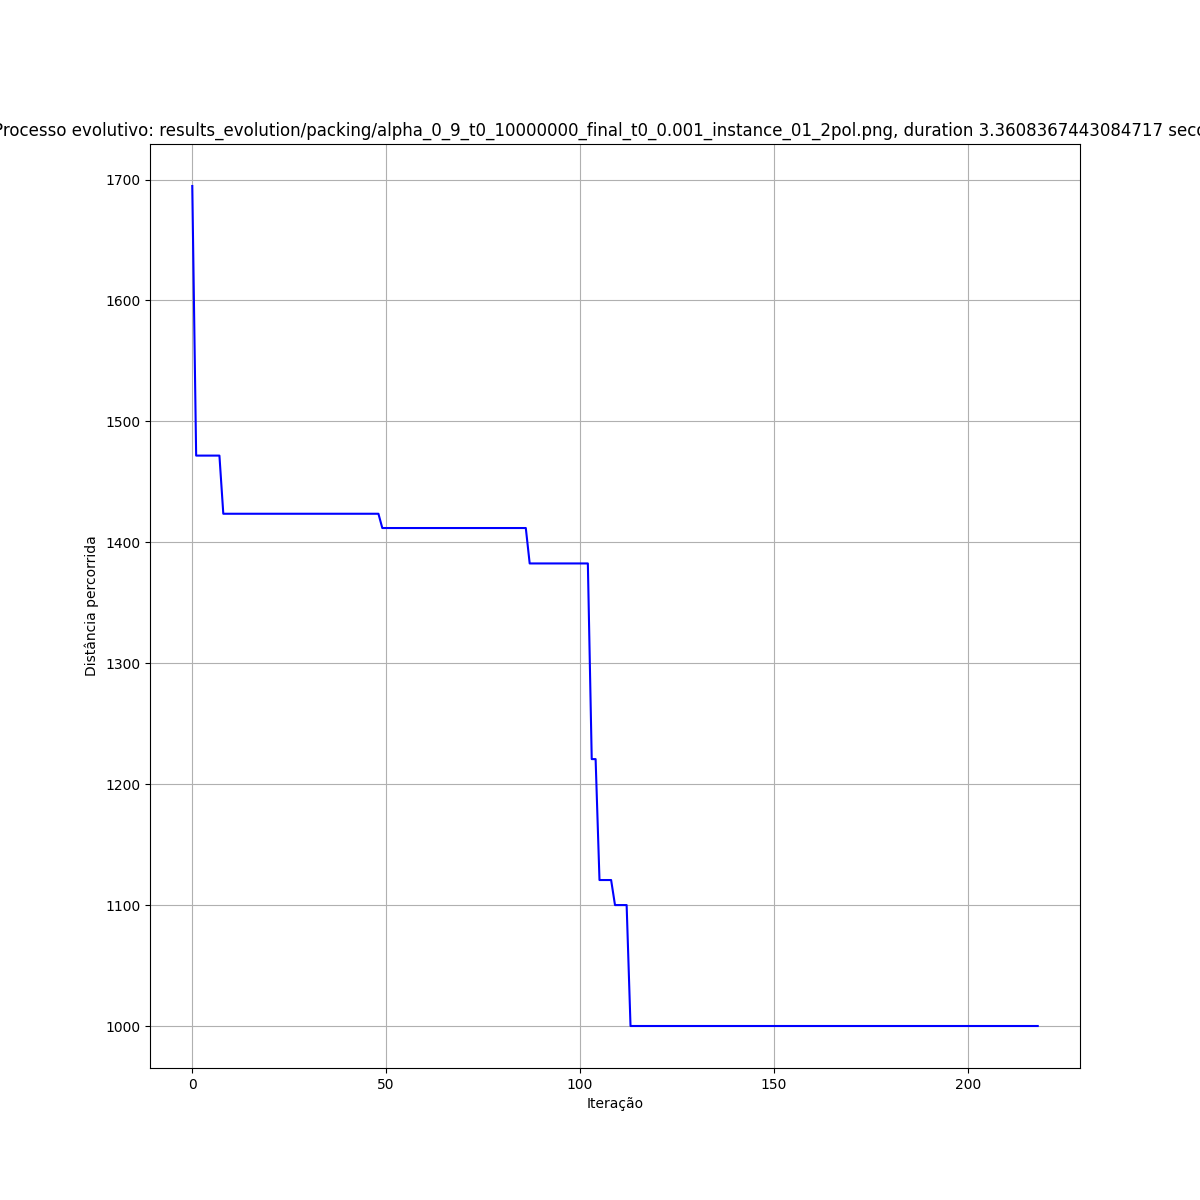 Processo evolutivo: results_evolution/packing/alpha_0_9_t0_10000000_final_t0_0.001_instance_01_2pol.png, duration 3.3608367443084717 seco
1700
1600
1500
1400
1300
1200
1100
1000
Distância percorrida
0 50 100 150 200
Iteração